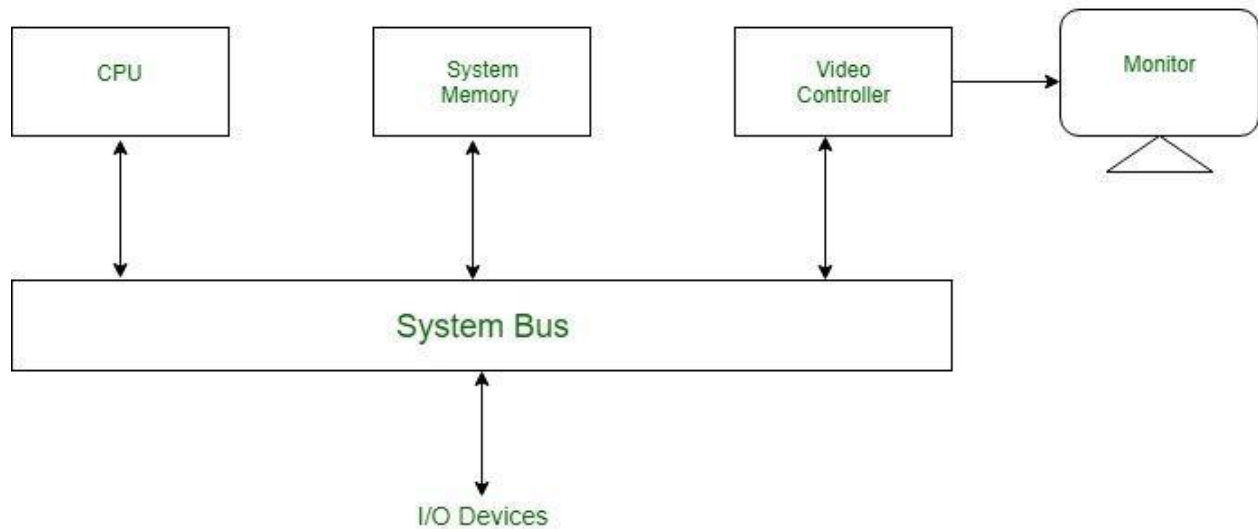 CPU
System
Memory
Video
Controller
Monitor
System Bus
I/O Devices